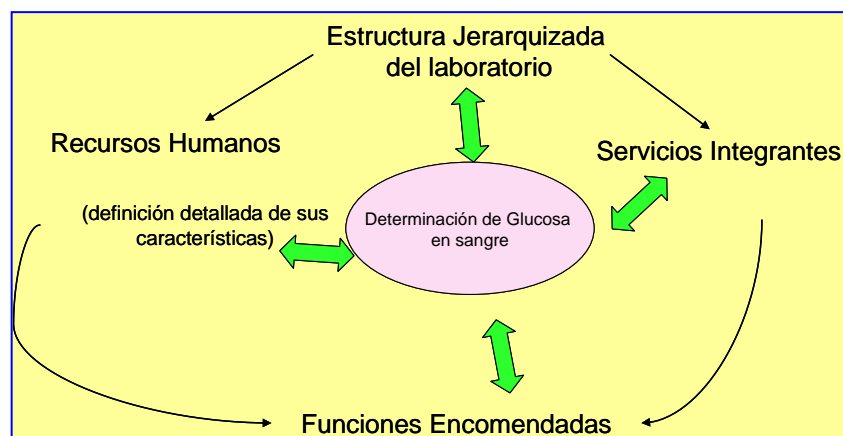 Estructura Jerarquizada
del laboratorio
Recursos Humanos
Servicios Integrantes
(definición detallada de sus
característícas)
Determinación de Glucosa
en sangre
Funciones Encomendadas